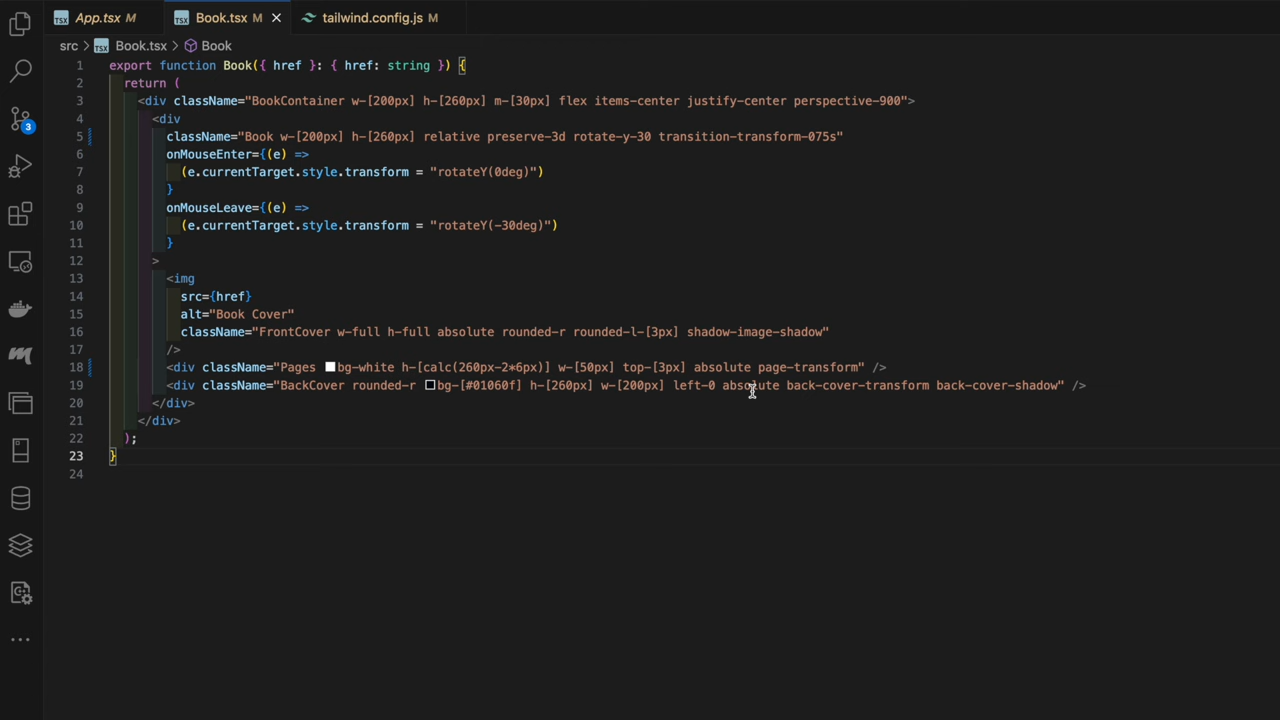 App.tsx M
Book.tsx M
tailwind.config.js M
src > Book.tsx > Book
1 export function Book({ href }: { href: string }) {
2 return (
3 <div className="BookContainer w-[200px] h-[260px] m-[30px] flex items-center justify-center perspective-900">
4 <div
5 className="Book w-[200px] h-[260px] relative preserve-3d rotate-y-30 transition-transform-075s"
6 onMouseEnter={(e) =>
7 (e.currentTarget.style.transform = "rotateY(0deg)")
8 }
9 onMouseLeave={(e) =>
10 (e.currentTarget.style.transform = "rotateY(-30deg)")
11 }
12 >
13 <img
14 src={href}
15 alt="Book Cover"
16 className="FrontCover w-full h-full absolute rounded-r rounded-l-[3px] shadow-image-shadow"
17 />
18 <div className="Pages bg-white h-[calc(260px-2*6px)] w-[50px] top-[3px] absolute page-transform" />
19 <div className="BackCover rounded-r bg-[#01060f] h-[260px] w-[200px] left-0 absolute back-cover-transform back-cover-shadow" />
20 </div>
21 </div>
22 );
23 }
24
3